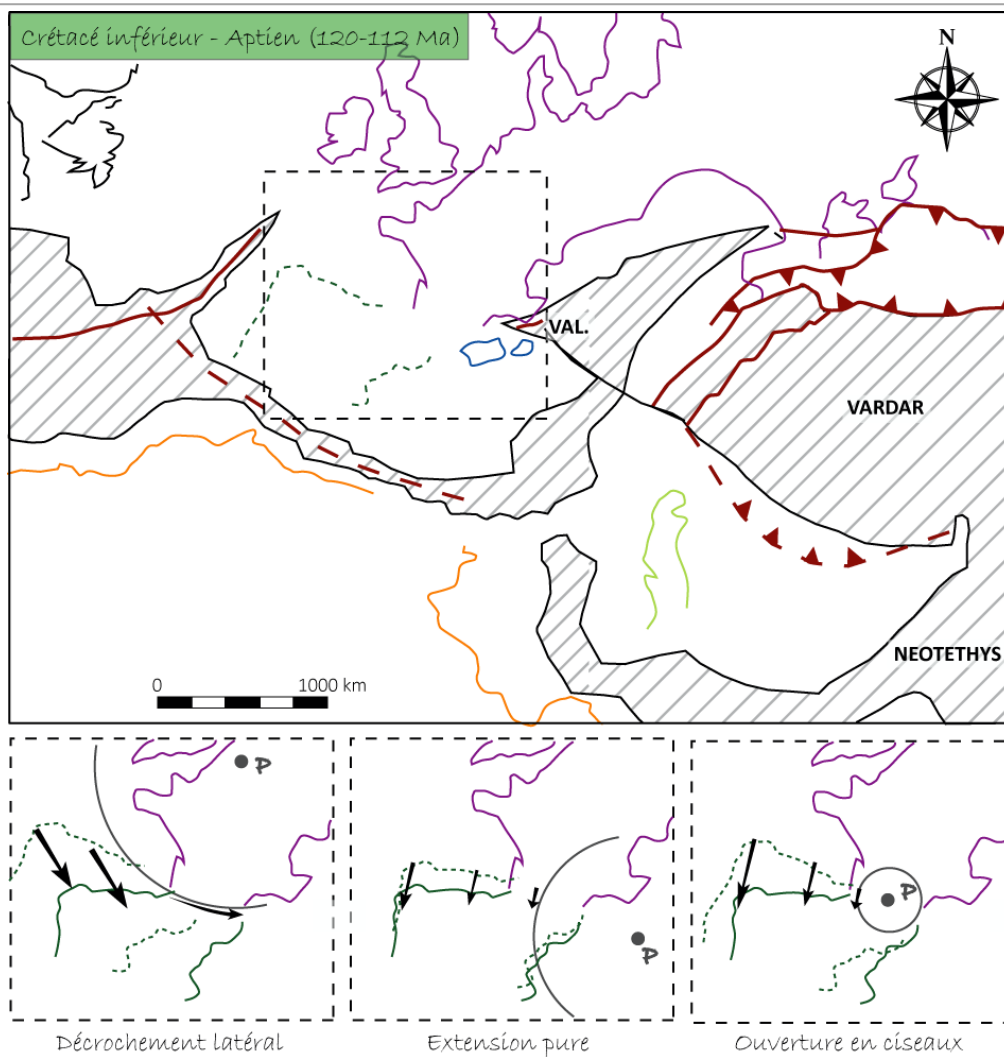 Crétacé inférieur - Aptien (120-112 Ma)
N
VAL.
VARDAR
NEOTETHYS
0 1000 km
P
P
P
Décrochement latéral
Extension pure
Ouverture en ciseaux